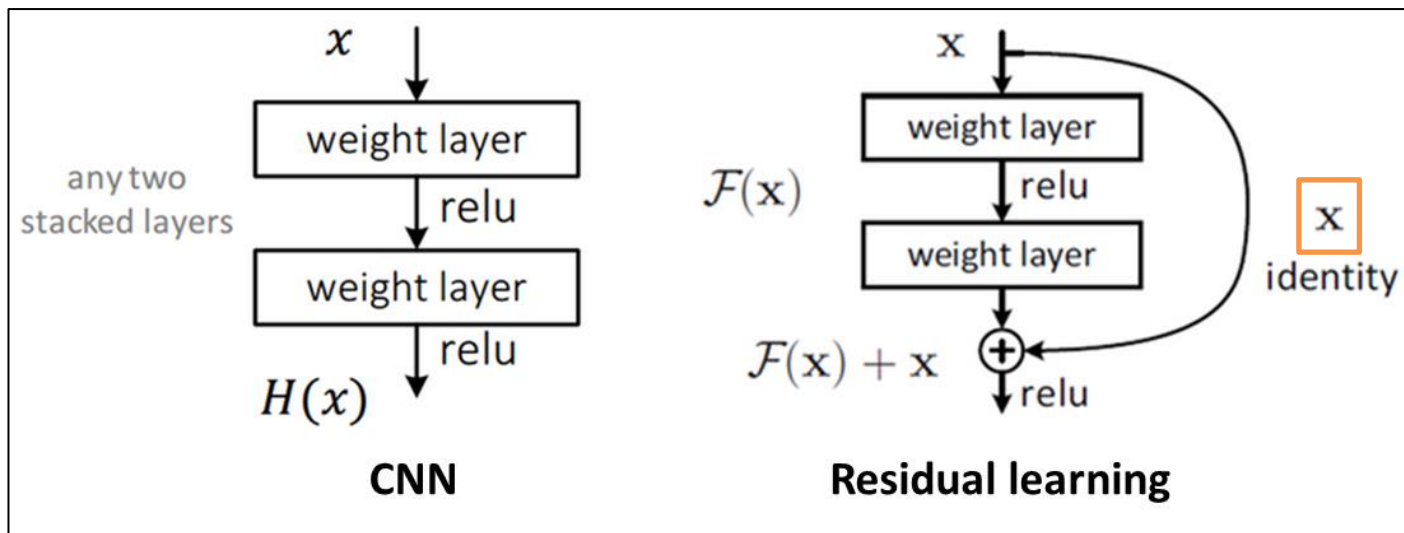 x
weight layer
any two
stacked layers
relu
weight layer
relu
H(x)
CNN
x
weight layer
relu
F(x)
weight layer
x
identity
F(x) + x
+
relu
Residual learning